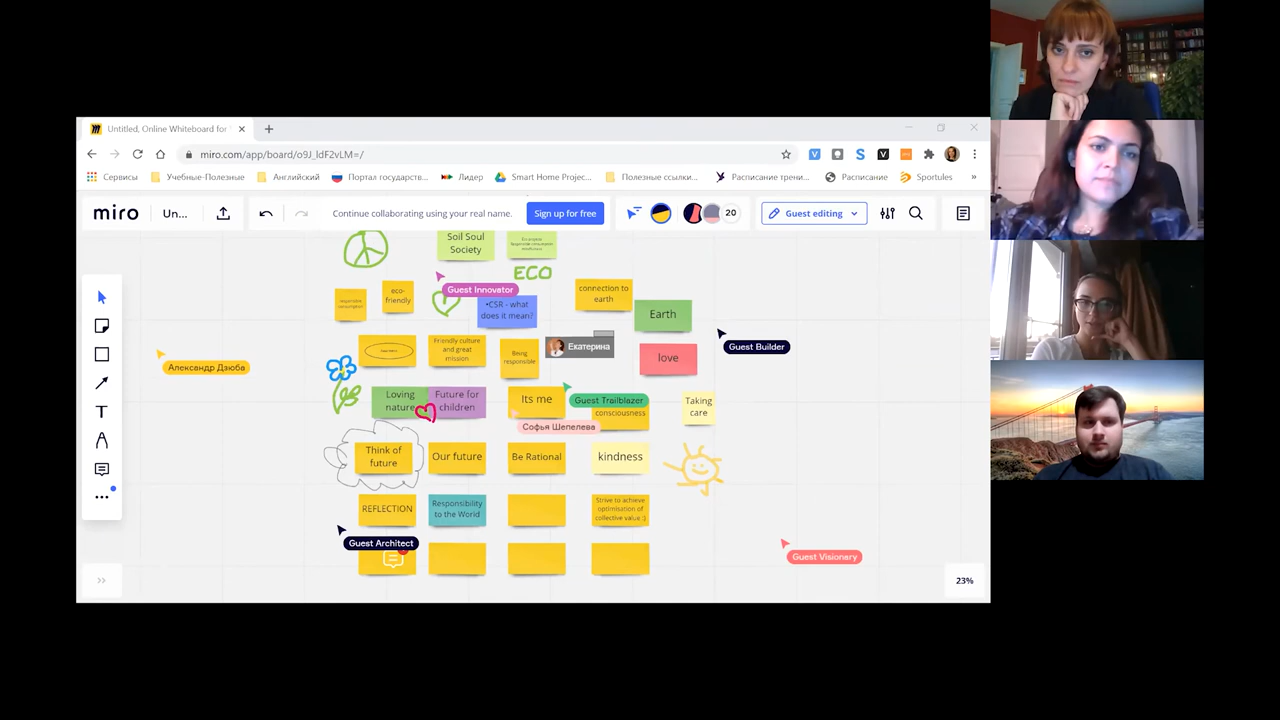 Untitled, Online Whiteboard for
miro.com/app/board/o9J_ldF2vLM=/
Сервисы
Учебные-Полезные
Английский
Портал государств...
Лидер
Smart Home Projec...
Полезные ссылки...
Расписание трени...
Расписание
Sportules
»
miro
Un...
Continue collaborating using your real name.
Sign up for free
20
Guest editing
Soil Soul
Society
ECO
Guest Innovator
eco-
friendly
•CSR - what
does it mean?
connection to
earth
Earth
Guest Builder
Александр Дзюба
Friendly culture
and great
mission
Being
responsible
Екатерина
love
Loving
nature
Future for
children
Its me
Guest Trailblazer
consciousness
Taking
care
Софья Шепелева
Think of
future
Our future
Be Rational
kindness
REFLECTION
Responsibility
to the World
Strive to achieve
optimisation of
collective value :)
Guest Architect
Guest Visionary
23%